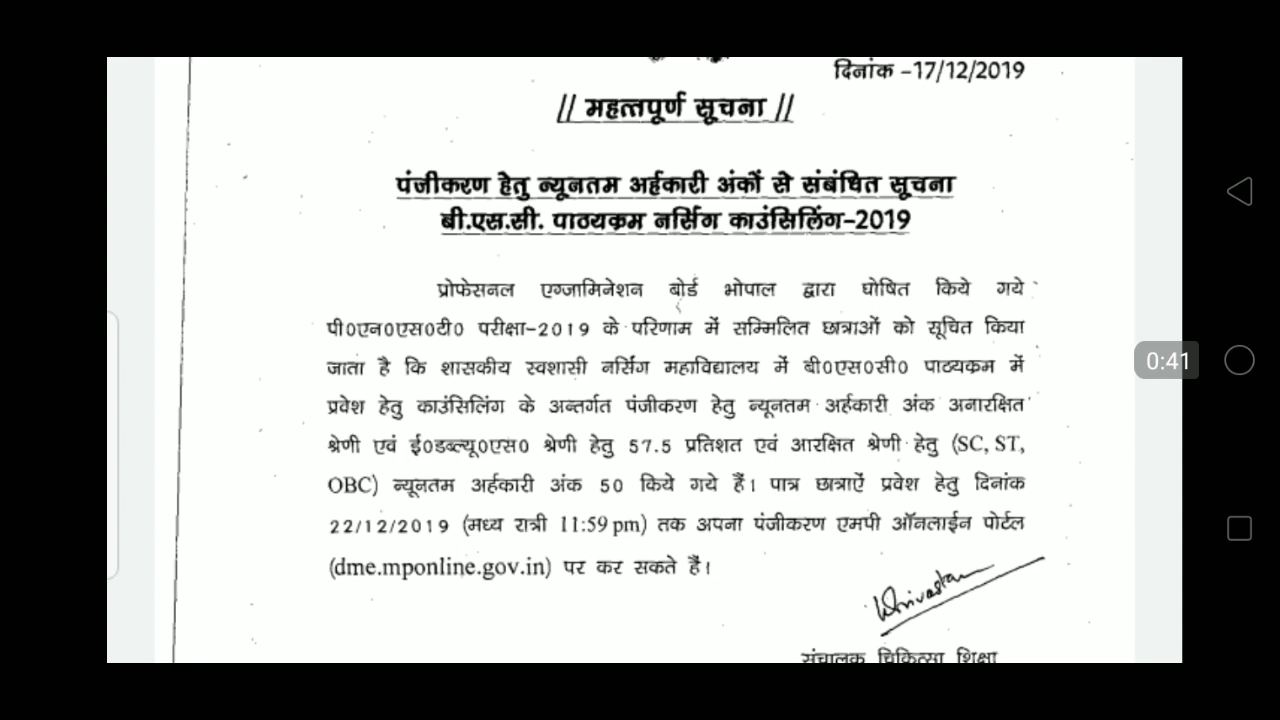 दिनांक -17/12/2019
// महत्तपूर्ण सूचना //
पंजीकरण हेतु न्यूनतम अर्हकारी अंकों से संबंधित सूचना
बी.एस.सी. पाठ्यक्रम नर्सिग काउंसिलिंग-2019
प्रोफेसनल एग्जामिनेशन बोर्ड भोपाल द्वारा घोषित किये गये
पी0एन0एस0टी0 परीक्षा-2019 के परिणाम में सम्मिलित छात्राओं को सूचित किया
जाता है कि शासकीय स्वशासी नर्सिंग महाविद्यालय में बी0एस0सी0 पाठ्यक्रम में
प्रवेश हेतु काउंसिलिंग के अन्तर्गत पंजीकरण हेतु न्यूनतम अर्हकारी अंक अनारक्षित
श्रेणी एवं ई0डब्ल्यू0एस0 श्रेणी हेतु 57.5 प्रतिशत एवं आरक्षित श्रेणी हेतु (SC, ST,
OBC) न्यूनतम अर्हकारी अंक 50 किये गये हैं। पात्र छात्राऐं प्रवेश हेतु दिनांक
22/12/2019 (मध्य रात्री 11:59 pm) तक अपना पंजीकरण एमपी ऑनलाईन पोर्टल
(dme.mponline.gov.in) पर कर सकते हैं।
0:41
संचालक चिकित्सा शिक्षा